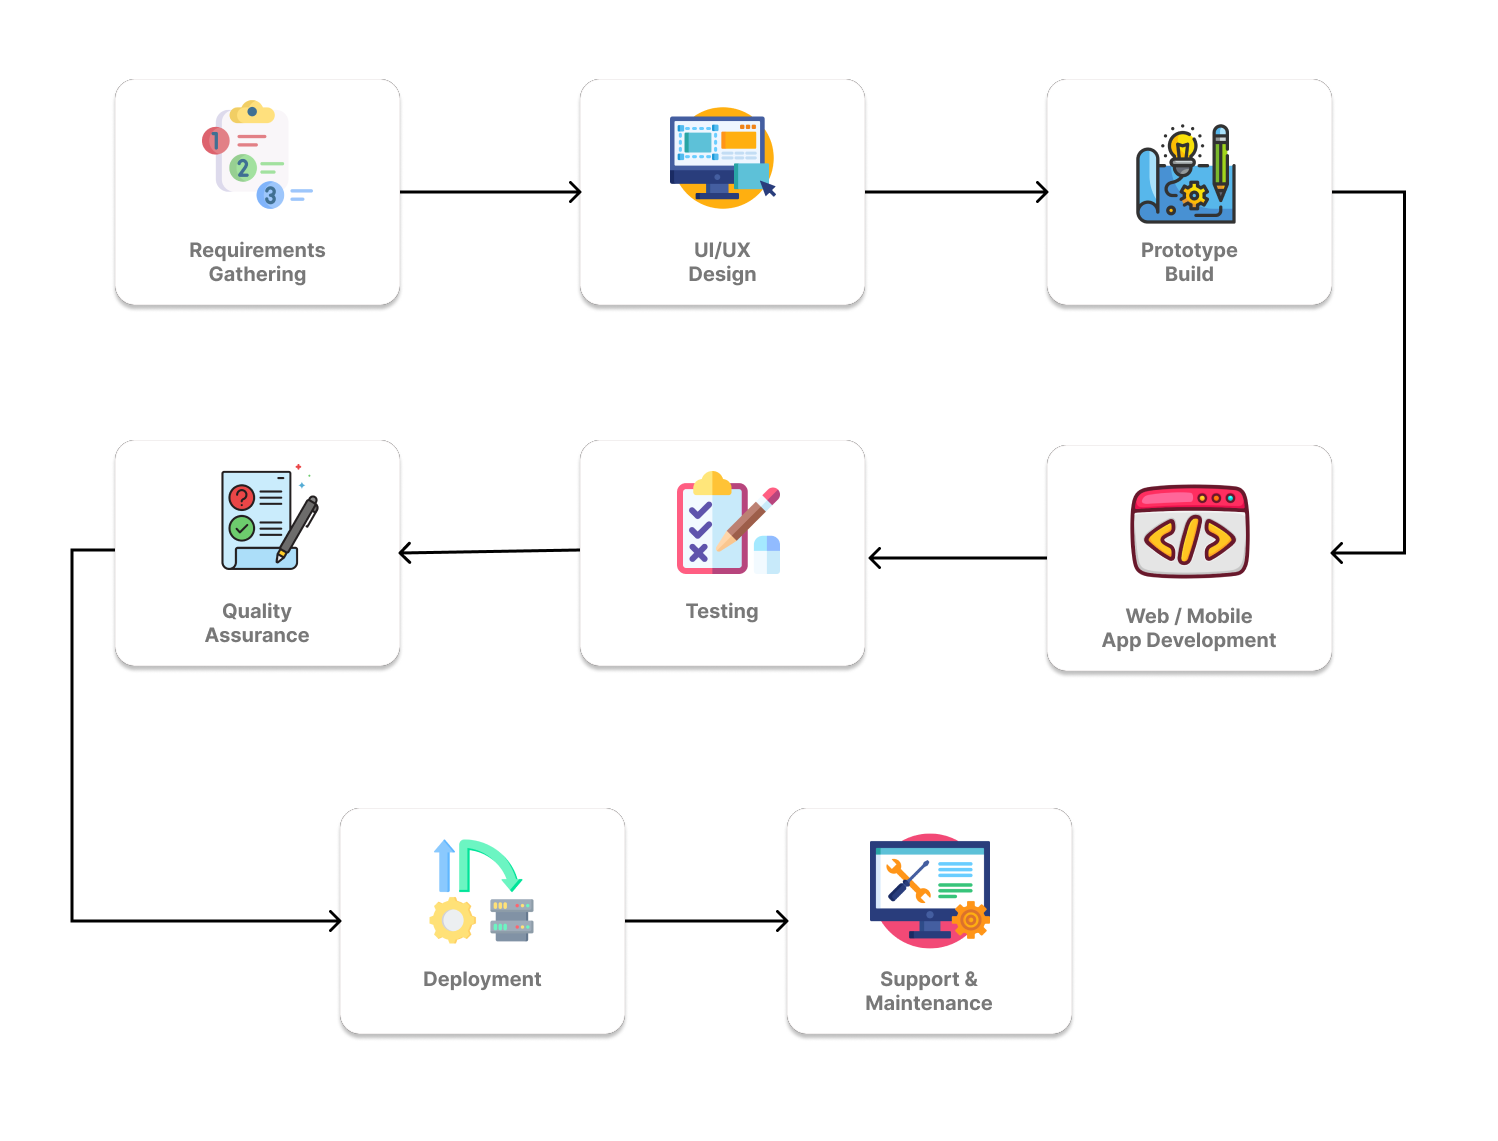 1
2
3
Requirements
Gathering
UI/UX
Design
Prototype
Build
Web / Mobile
App Development
</>
Testing
?
Quality
Assurance
Deployment
Support &
Maintenance